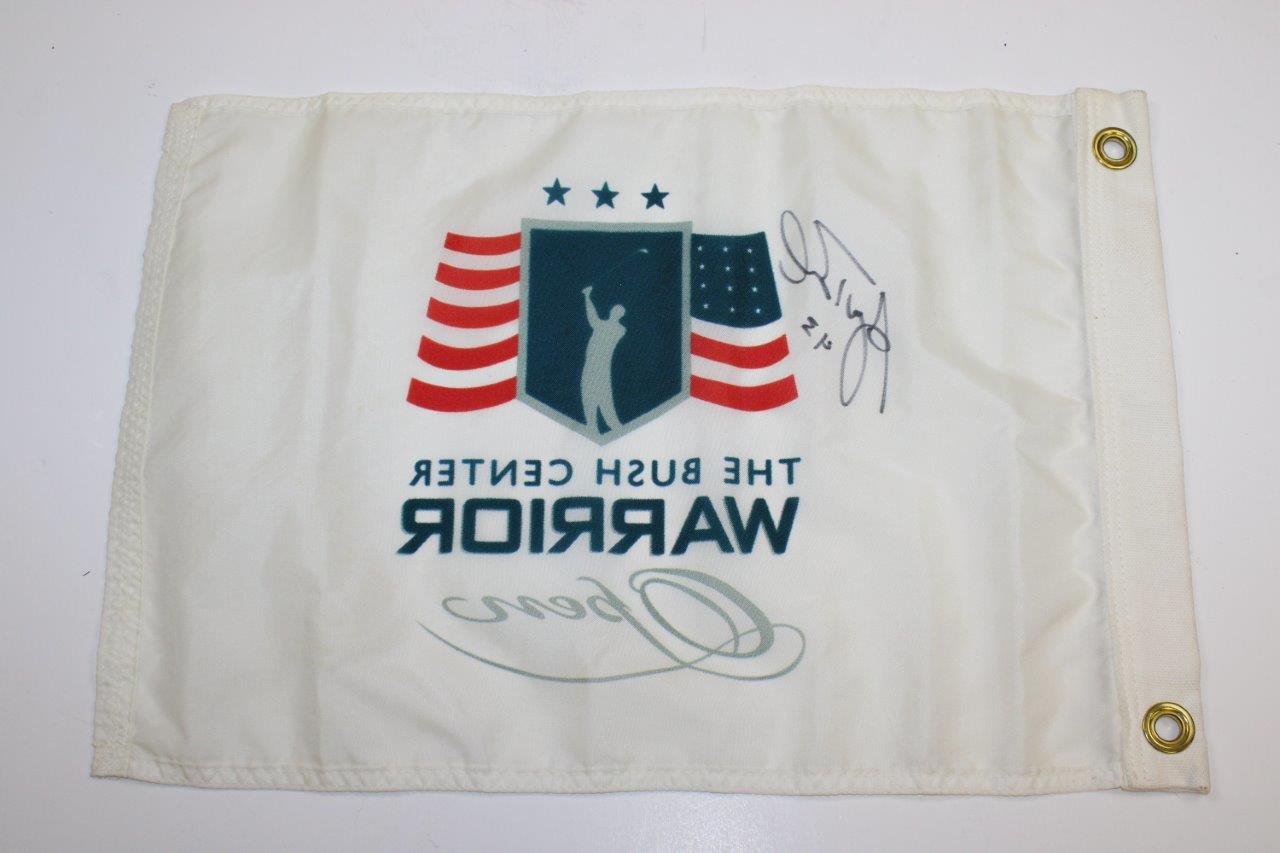 THE BUSH CENTER
WARRIOR
Open